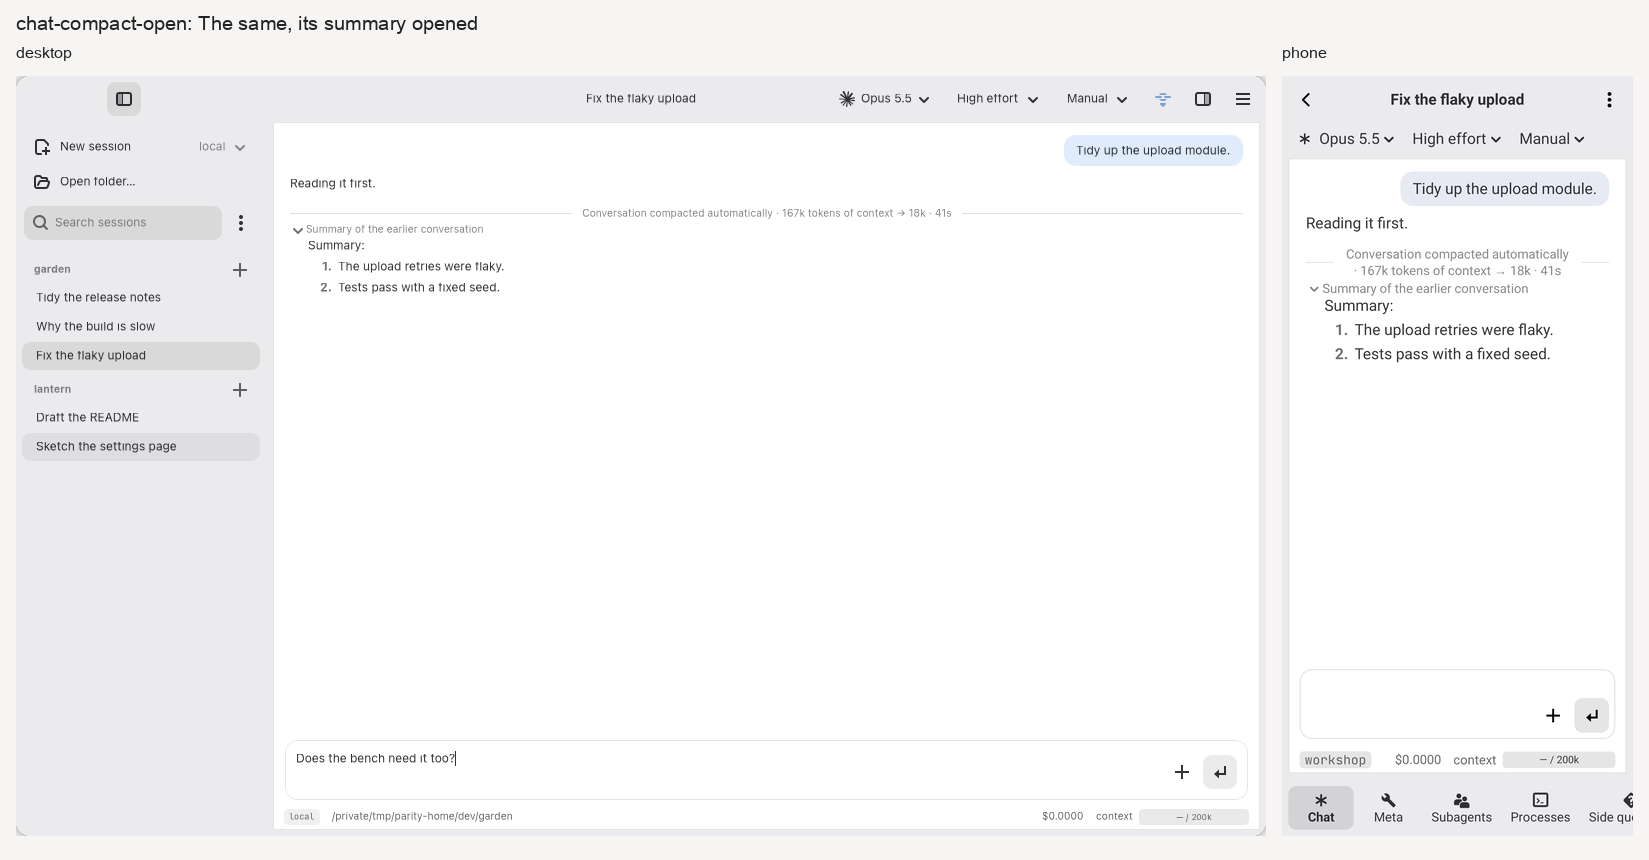 chat-compact-open: The same, its summary opened
desktop
Fix the flaky upload
Opus 5.5
High effort
Manual
New session
local
Open folder...
Search sessions
garden
Tidy the release notes
Why the build is slow
Fix the flaky upload
lantern
Draft the README
Sketch the settings page
Tidy up the upload module.
Reading it first.
Conversation compacted automatically · 167k tokens of context → 18k · 41s
Summary of the earlier conversation
Summary:
1. The upload retries were flaky.
2. Tests pass with a fixed seed.
Does the bench need it too?
local
/private/tmp/parity-home/dev/garden
$0.0000
context
– / 200k
phone
Fix the flaky upload
Opus 5.5
High effort
Manual
Tidy up the upload module.
Reading it first.
Conversation compacted automatically
· 167k tokens of context → 18k · 41s
Summary of the earlier conversation
Summary:
1. The upload retries were flaky.
2. Tests pass with a fixed seed.
workshop
$0.0000
context
– / 200k
Chat
Meta
Subagents
Processes
Side qu